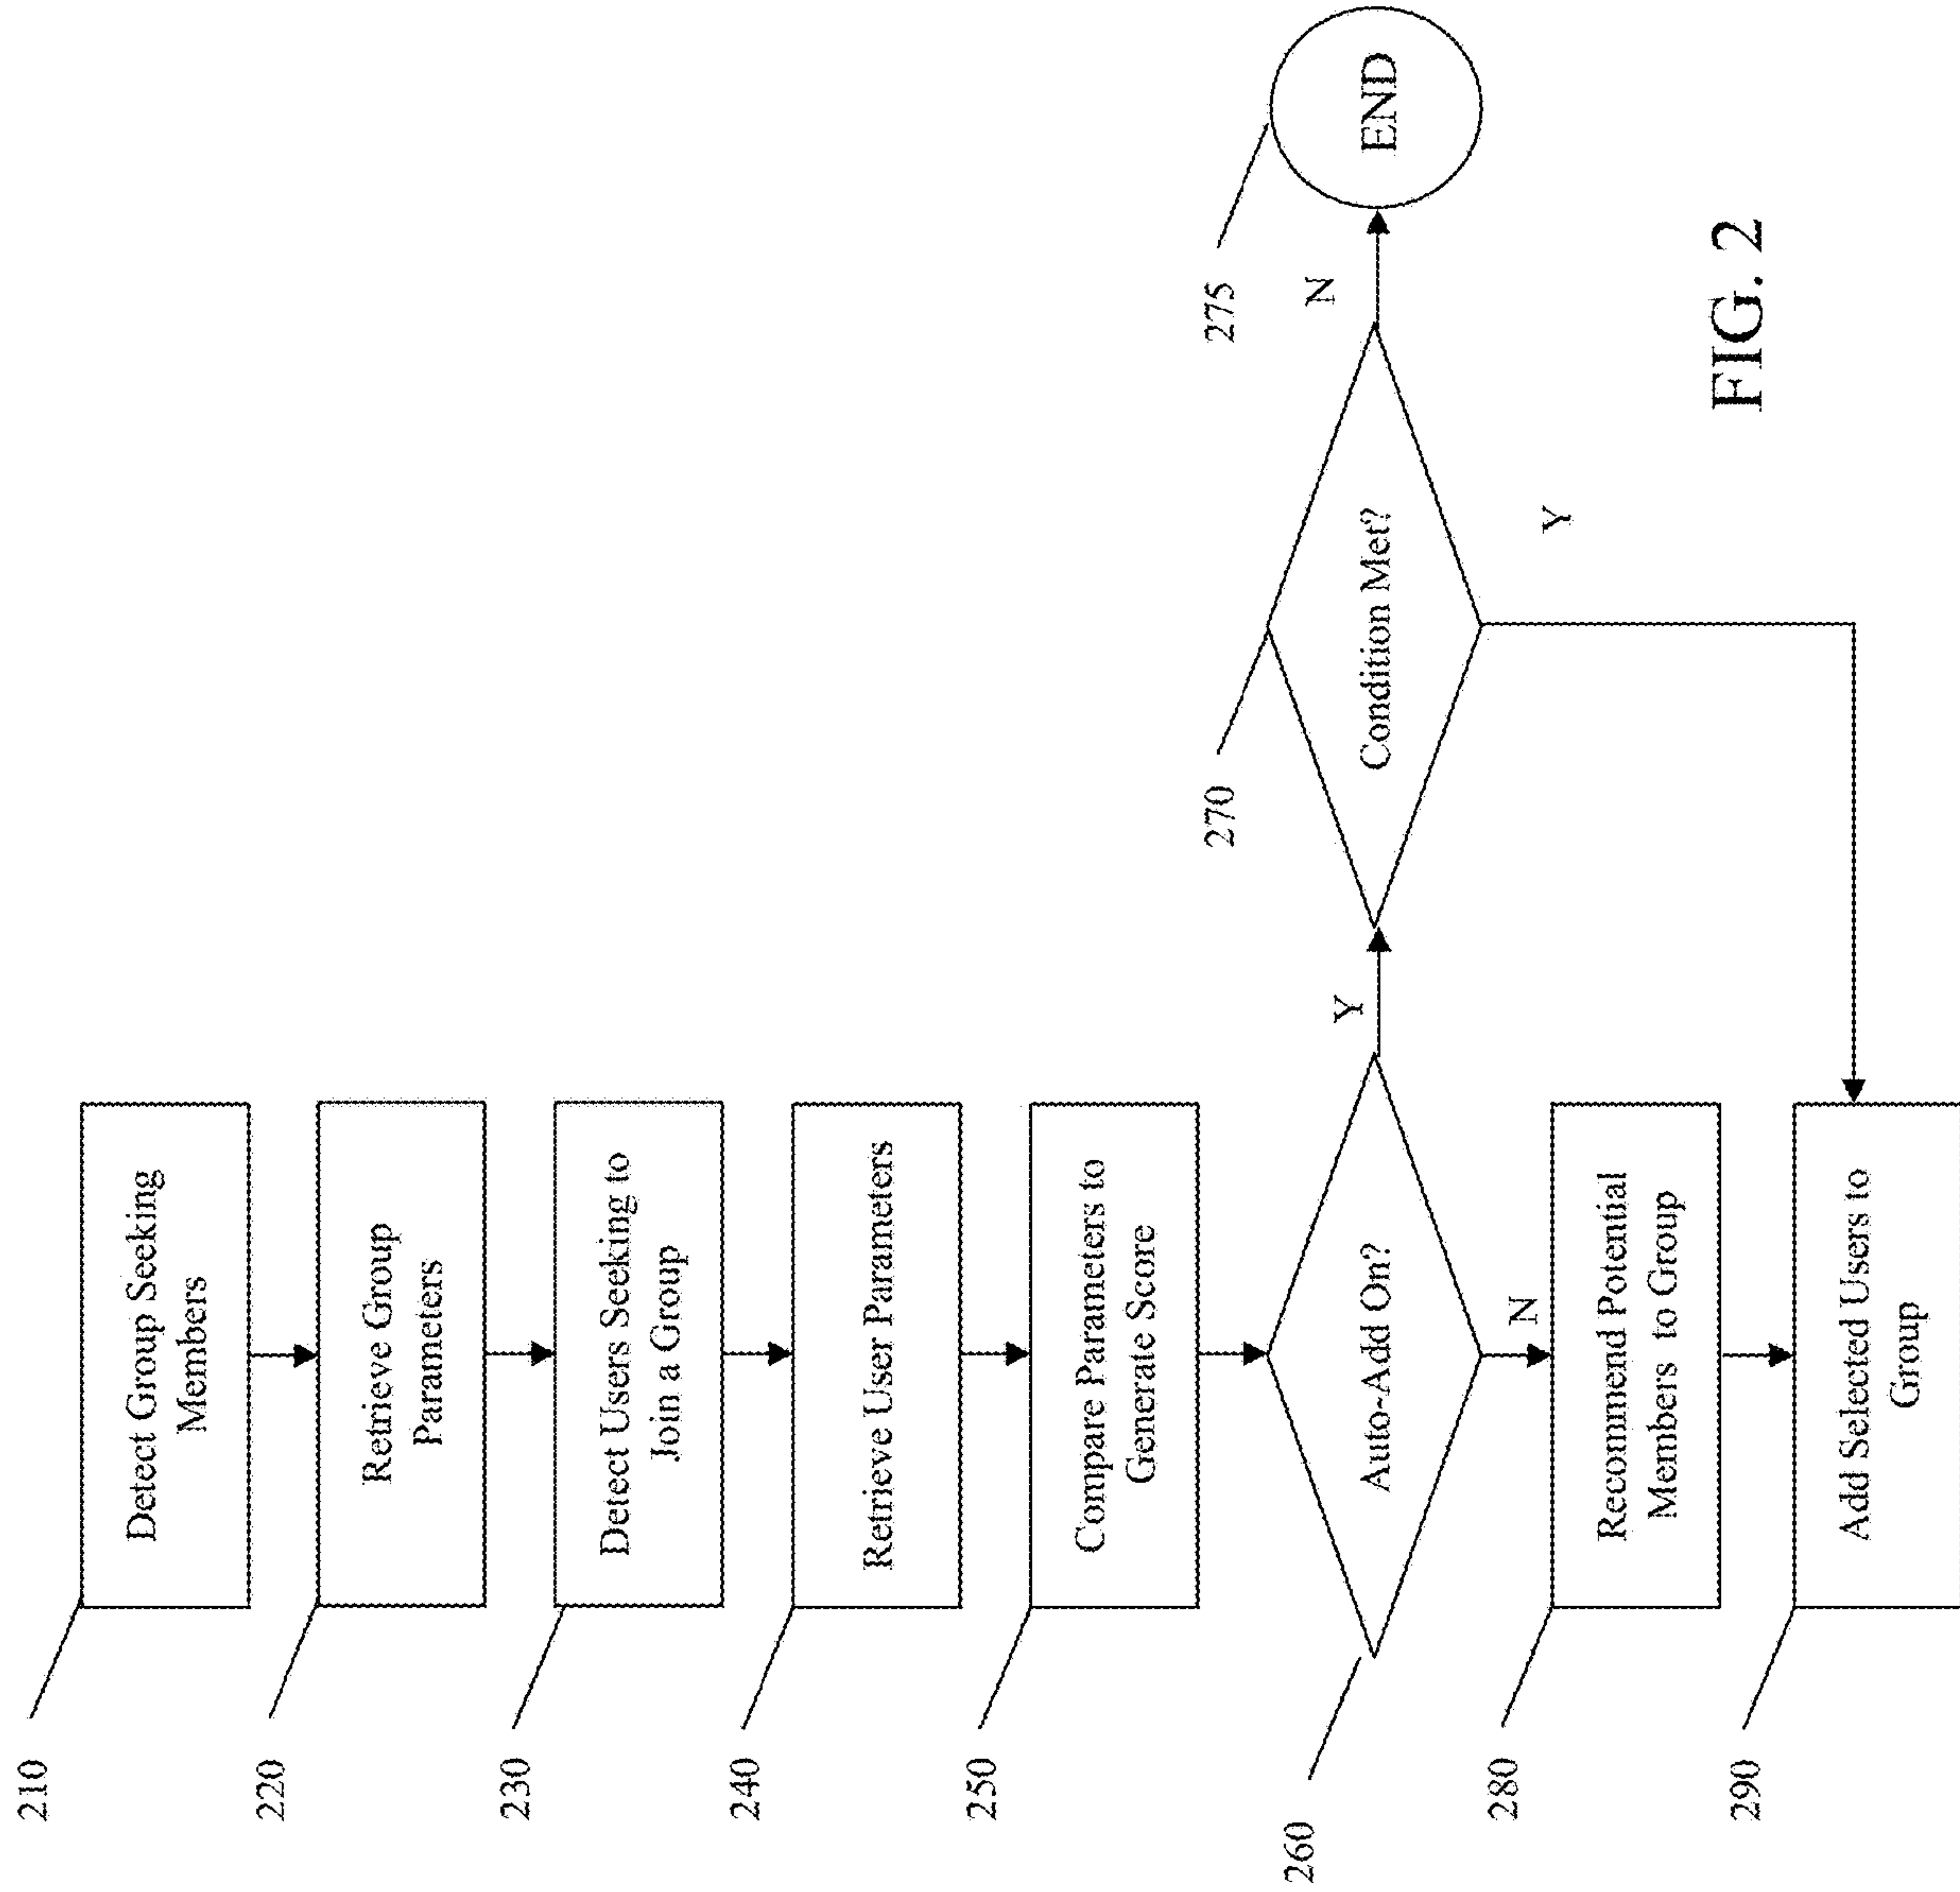 210
Detect Group Seeking
Members
220
Retrieve Group
Parameters
230
Detect Users Seeking to
Join a Group
240
Retrieve User Parameters
250
Compare Parameters to
Generate Score
260
Auto-Add On?
Y
N
270
Condition Met?
Y
N
275
END
280
Recommend Potential
Members to Group
290
Add Selected Users to
Group
FIG. 2